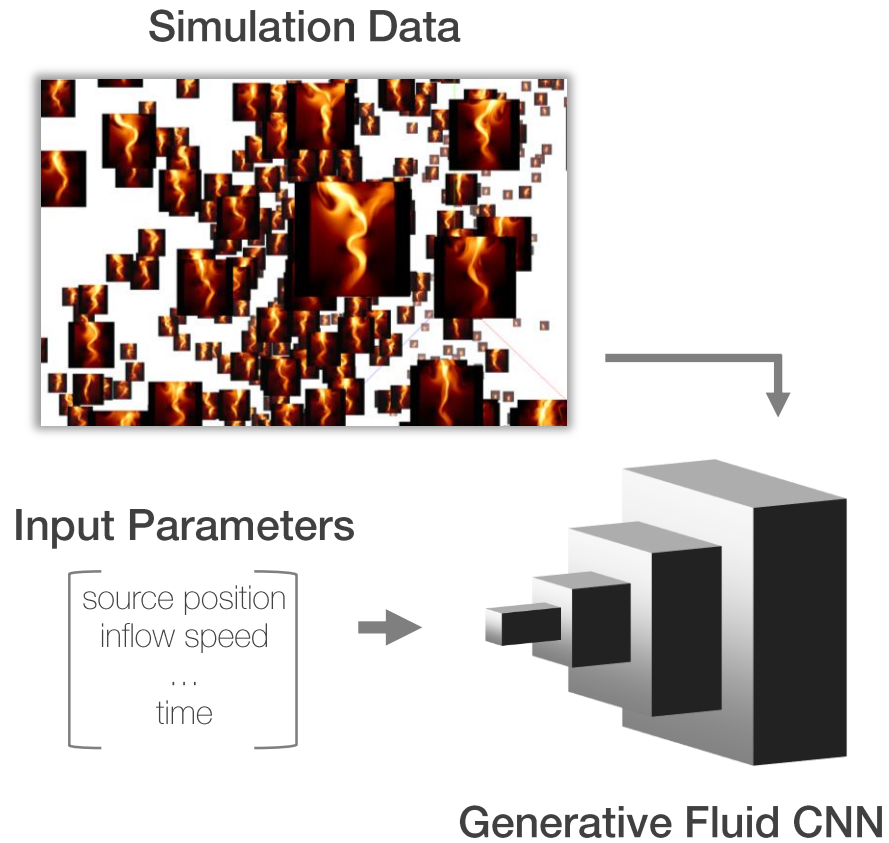 Simulation Data
Input Parameters
source position
inflow speed
...
time
Generative Fluid CNN